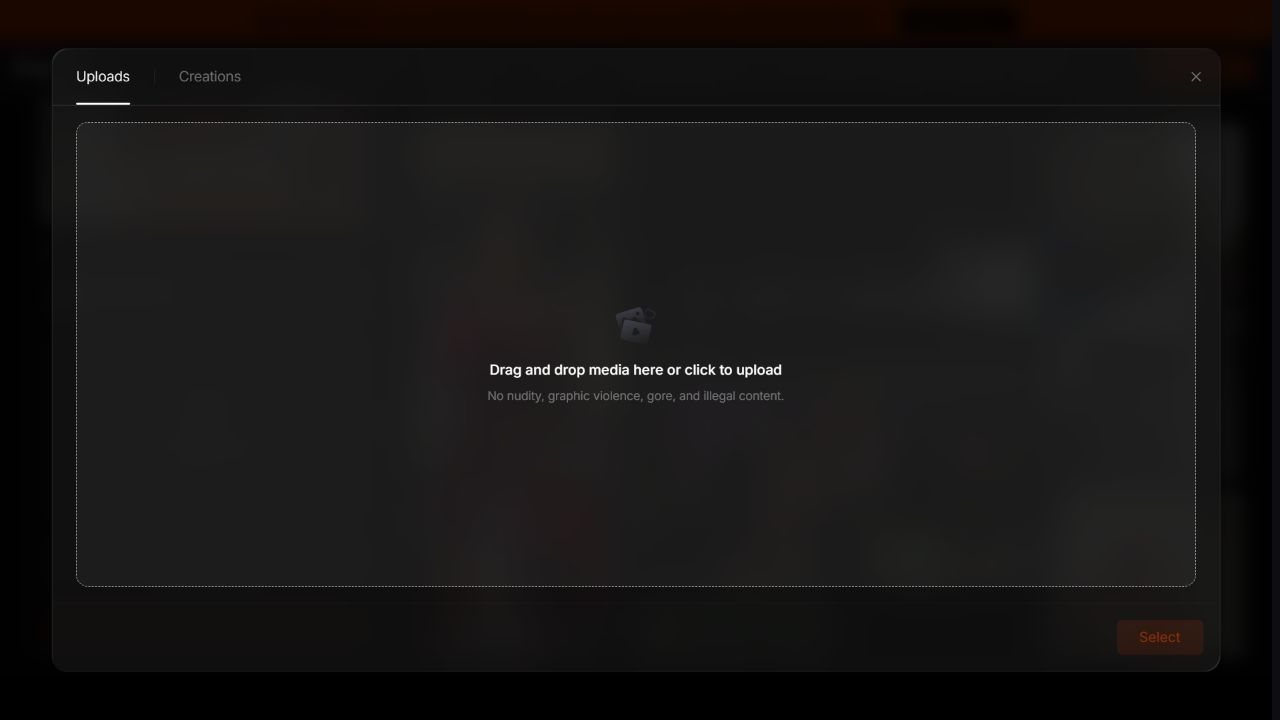 Uploads
Creations
Drag and drop media here or click to upload
No nudity, graphic violence, gore, and illegal content.
Select